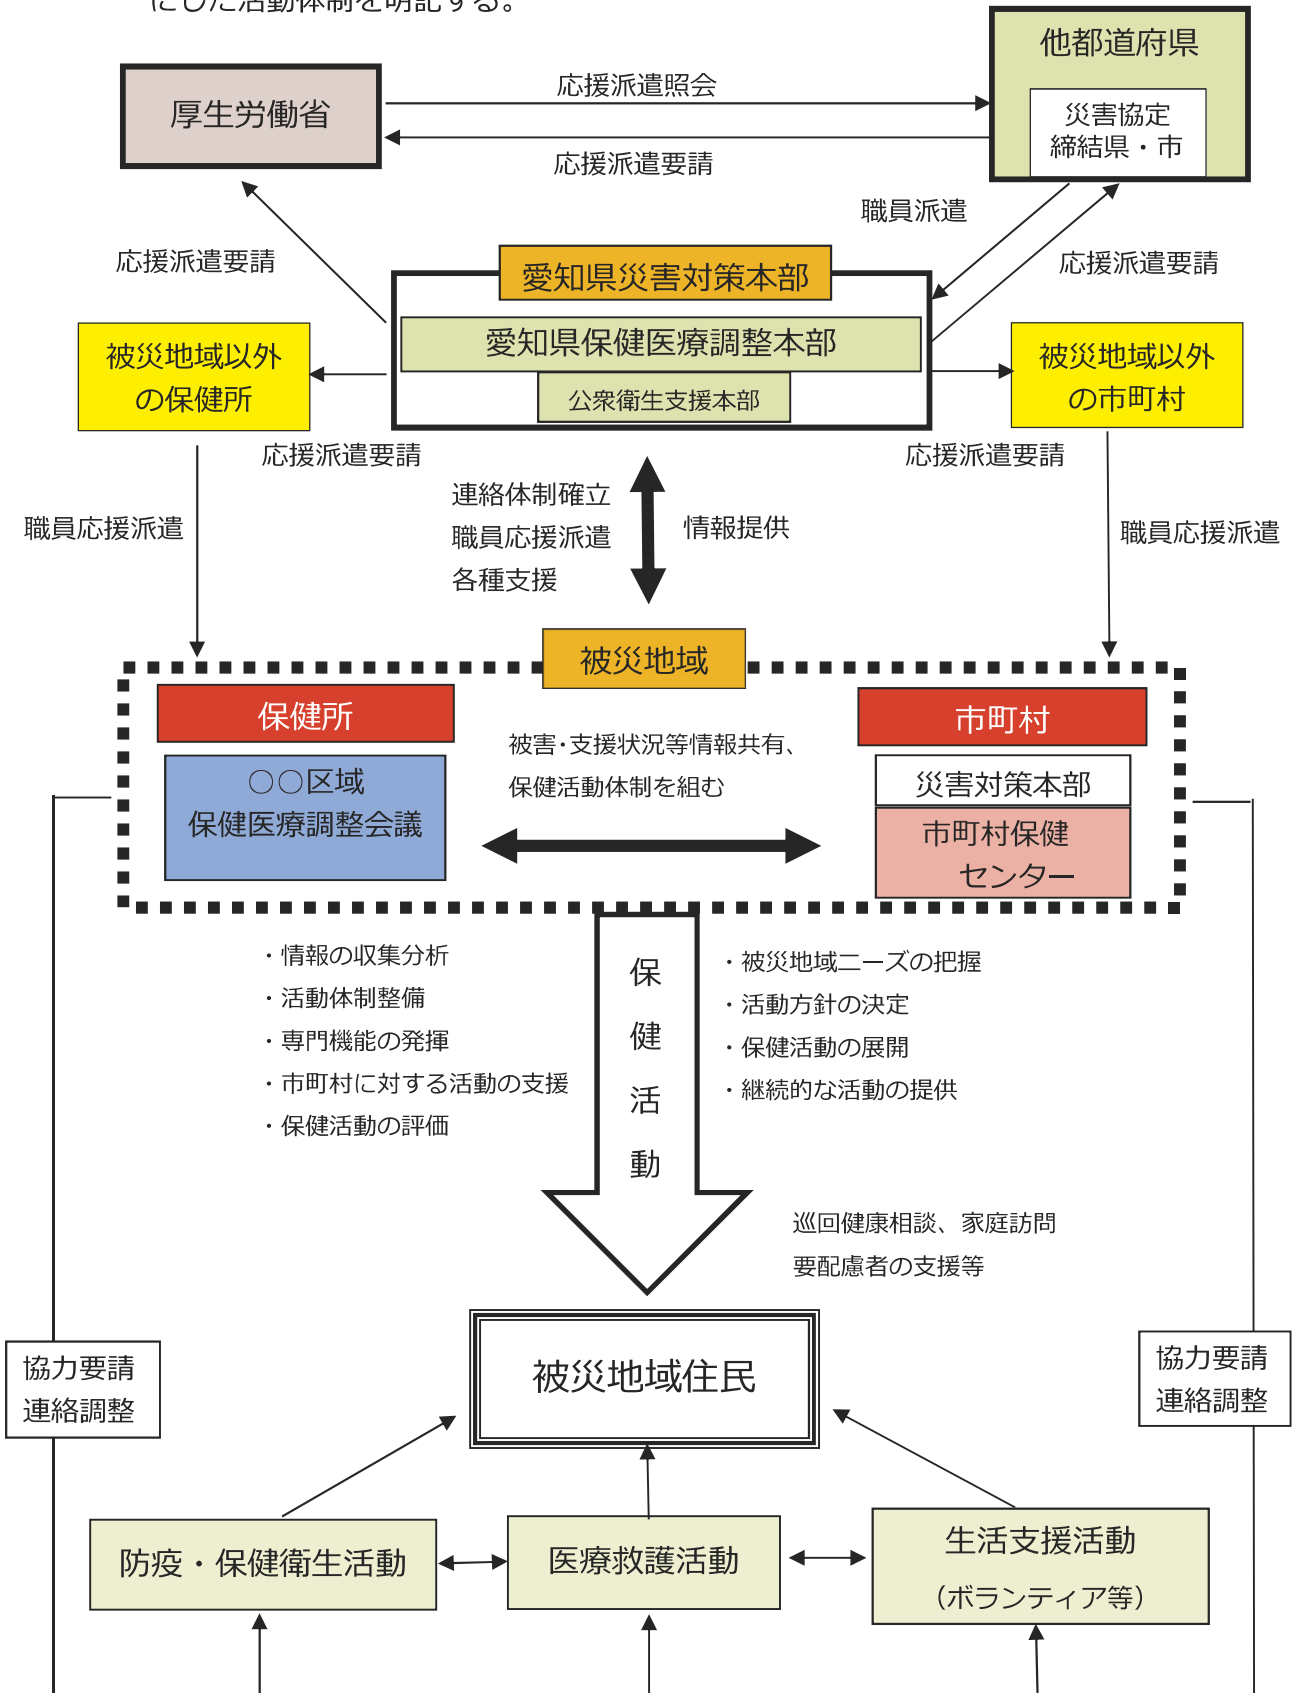 にした活動体制を明記する。
他都道府県
災害協定
締結県・市
厚生労働省
応援派遣照会
応援派遣要請
職員派遣
応援派遣要請
応援派遣要請
愛知県災害対策本部
愛知県保健医療調整本部
公衆衛生支援本部
被災地域以外
の保健所
被災地域以外
の市町村
応援派遣要請
応援派遣要請
職員応援派遣
連絡体制確立
職員応援派遣
各種支援
情報提供
職員応援派遣
被災地域
保健所
〇〇区域
保健医療調整会議
被害・支援状況等情報共有、
保健活動体制を組む
市町村
災害対策本部
市町村保健
センター
・情報の収集分析
・活動体制整備
・専門機能の発揮
・市町村に対する活動の支援
・保健活動の評価
保
健
活
動
・被災地域ニーズの把握
・活動方針の決定
・保健活動の展開
・継続的な活動の提供
巡回健康相談、家庭訪問
要配慮者の支援等
協力要請
連絡調整
被災地域住民
協力要請
連絡調整
防疫・保健衛生活動
医療救護活動
生活支援活動
（ボランティア等）